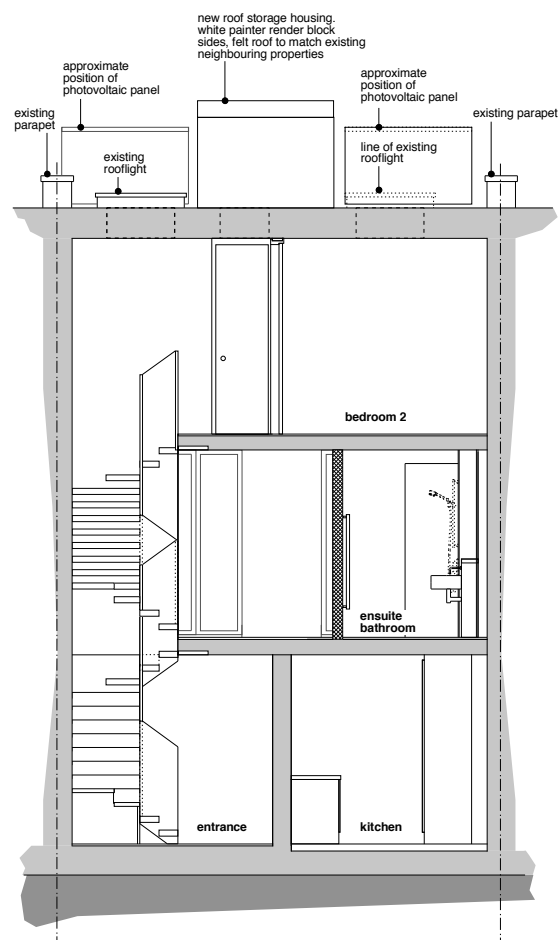 new roof storage housing.
white painter render block
sides, felt roof to match existing
neighbouring properties
approximate
position of
photovoltaic panel
approximate
position of
photovoltaic panel
existing
parapet
existing parapet
existing
rooflight
line of existing
rooflight
bedroom 2
ensuite
bathroom
entrance
kitchen